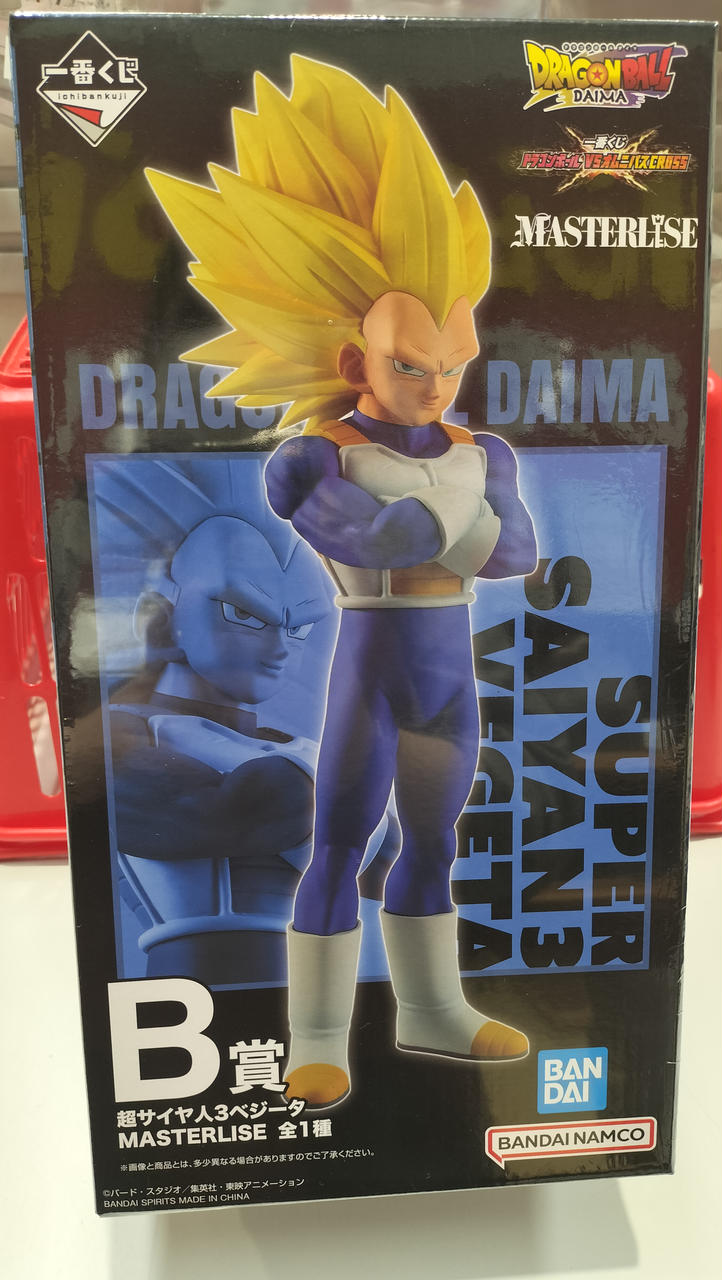 一番くじ
ichibankuji
DRAGON BALL
DAIMA
一番くじ
ドラゴンボール VSオムニバスCROSS
MASTERLISE
DRAG L DAIMA
SUPER
SAIYAN 3
VEGETA
B賞
超サイヤ人3ベジータ
MASTERLISE 全1種
※画像と商品とは、多少異なる場合がありますのでご了承ください。
BAN
DAI
BANDAI NAMCO
©バード・スタジオ／集英社・東映アニメーション
BANDAI SPIRITS MADE IN CHINA